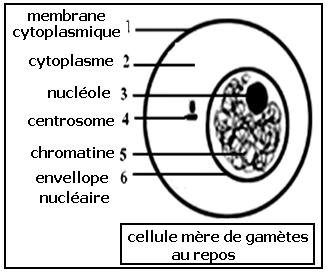 membrane
cytoplasmique 1
cytoplasme 2
nucléole 3
centrosome 4
chromatine 5
envelope 6
nucléaire
cellule mère de gamètes
au repos